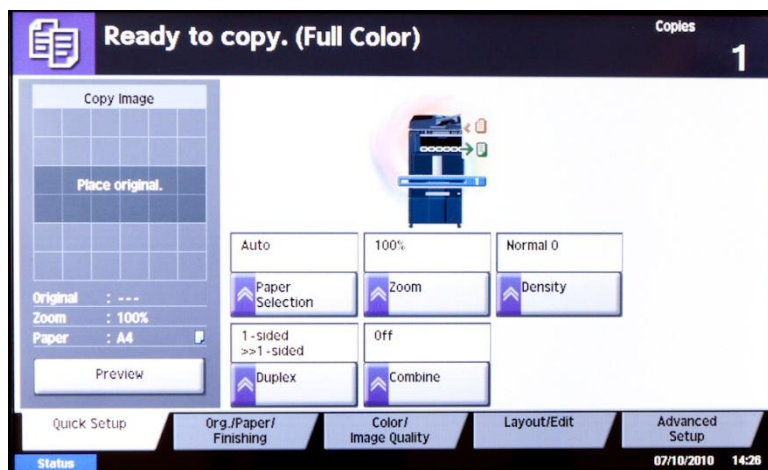 Ready to copy. (Full Color)
Copies
1
Copy Image
Place original.
Original : ---
Zoom : 100%
Paper : A4
Preview
1
Auto
Paper
Selection
100%
Zoom
Normal 0
Density
1-sided
>>1-sided
Duplex
Off
Combine
Quick Setup
Org./Paper/
Finishing
Color/
Image Quality
Layout/Edit
Advanced
Setup
Status
07/10/2010 14:26